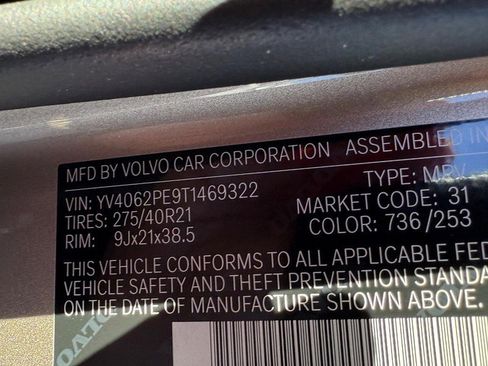 MFD BY VOLVO CAR CORPORATION ASSEMBLED IN
VIN: YV4062PE9T1469322 TYPE: MPV
TIRES: 275/40R21 MARKET CODE: 31
RIM: 9Jx21x38.5 COLOR: 736/253
THIS VEHICLE CONFORMS TO ALL APPLICABLE FED
VEHICLE SAFETY AND THEFT PREVENTION STANDA
ON THE DATE OF MANUFACTURE SHOWN ABOVE.